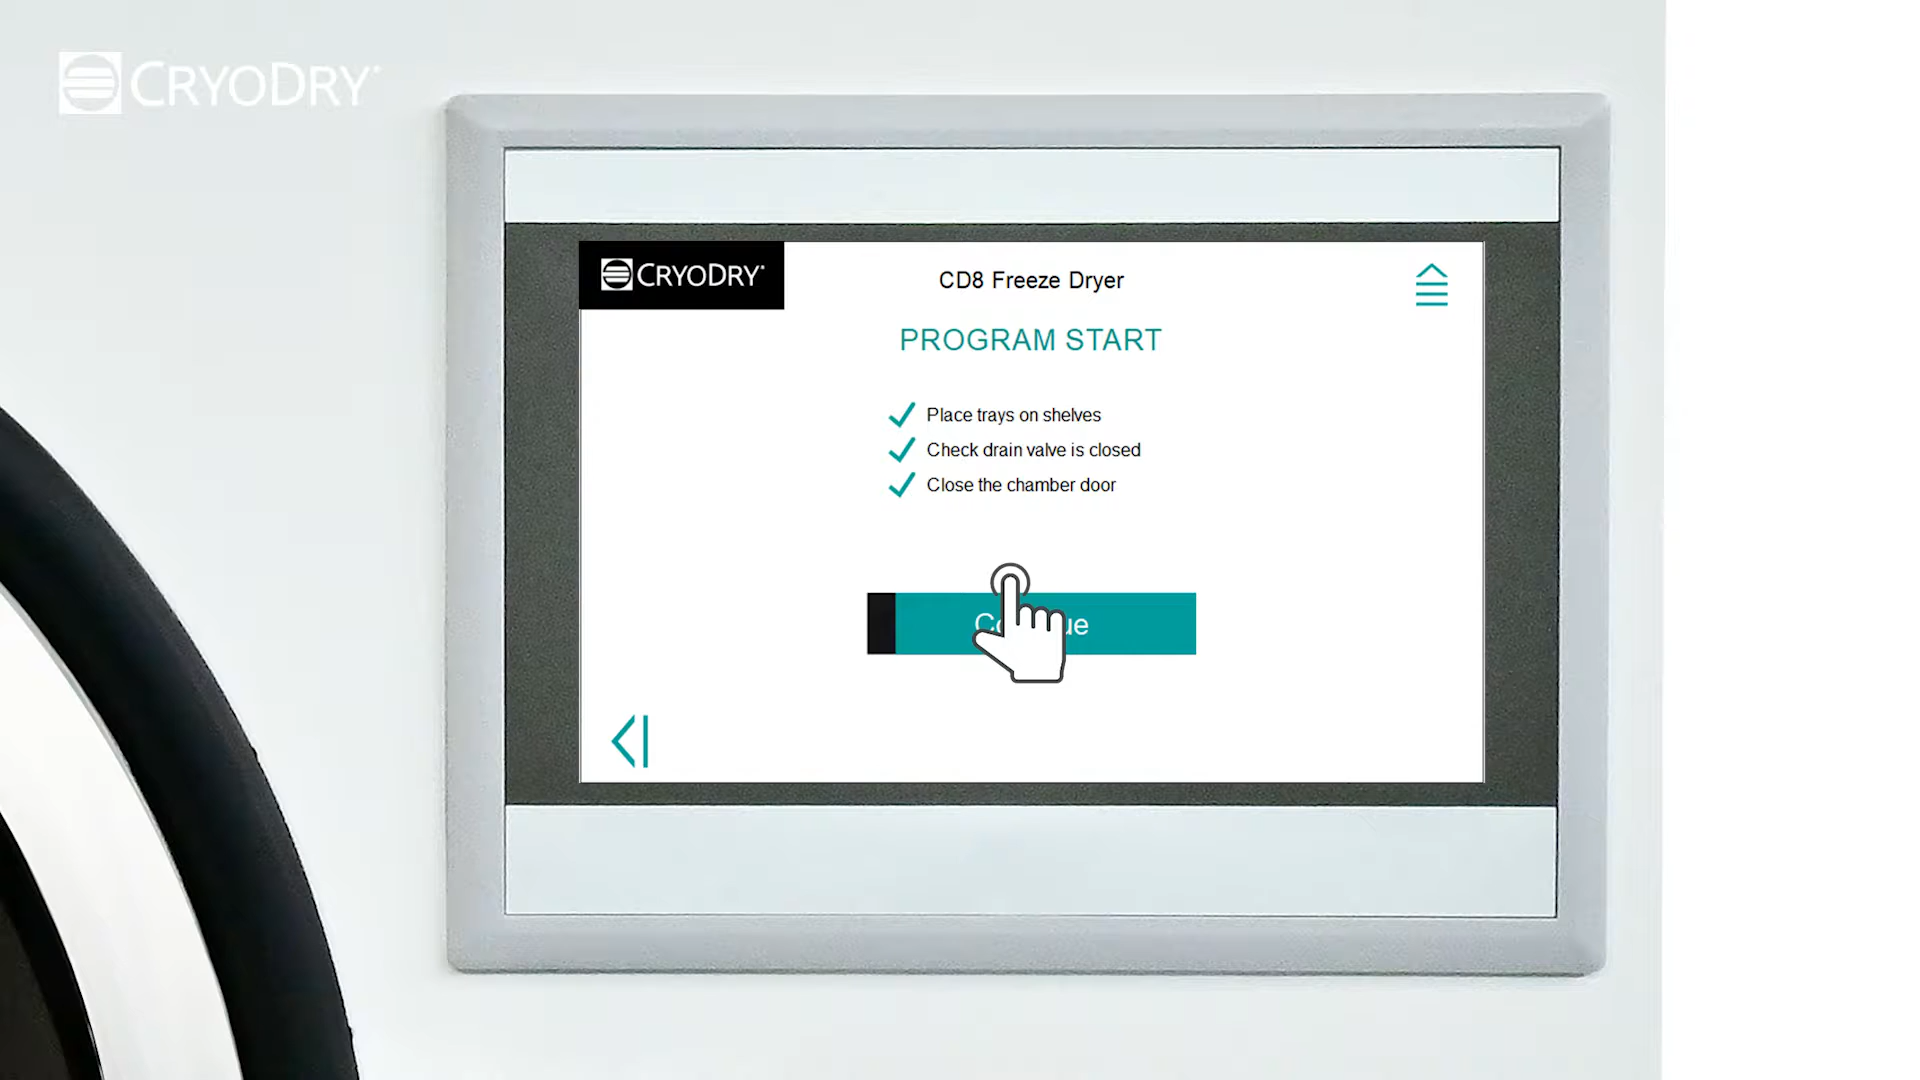 CRYODRY
CRYODRY
CD8 Freeze Dryer
PROGRAM START
Place trays on shelves
Check drain valve is closed
Close the chamber door